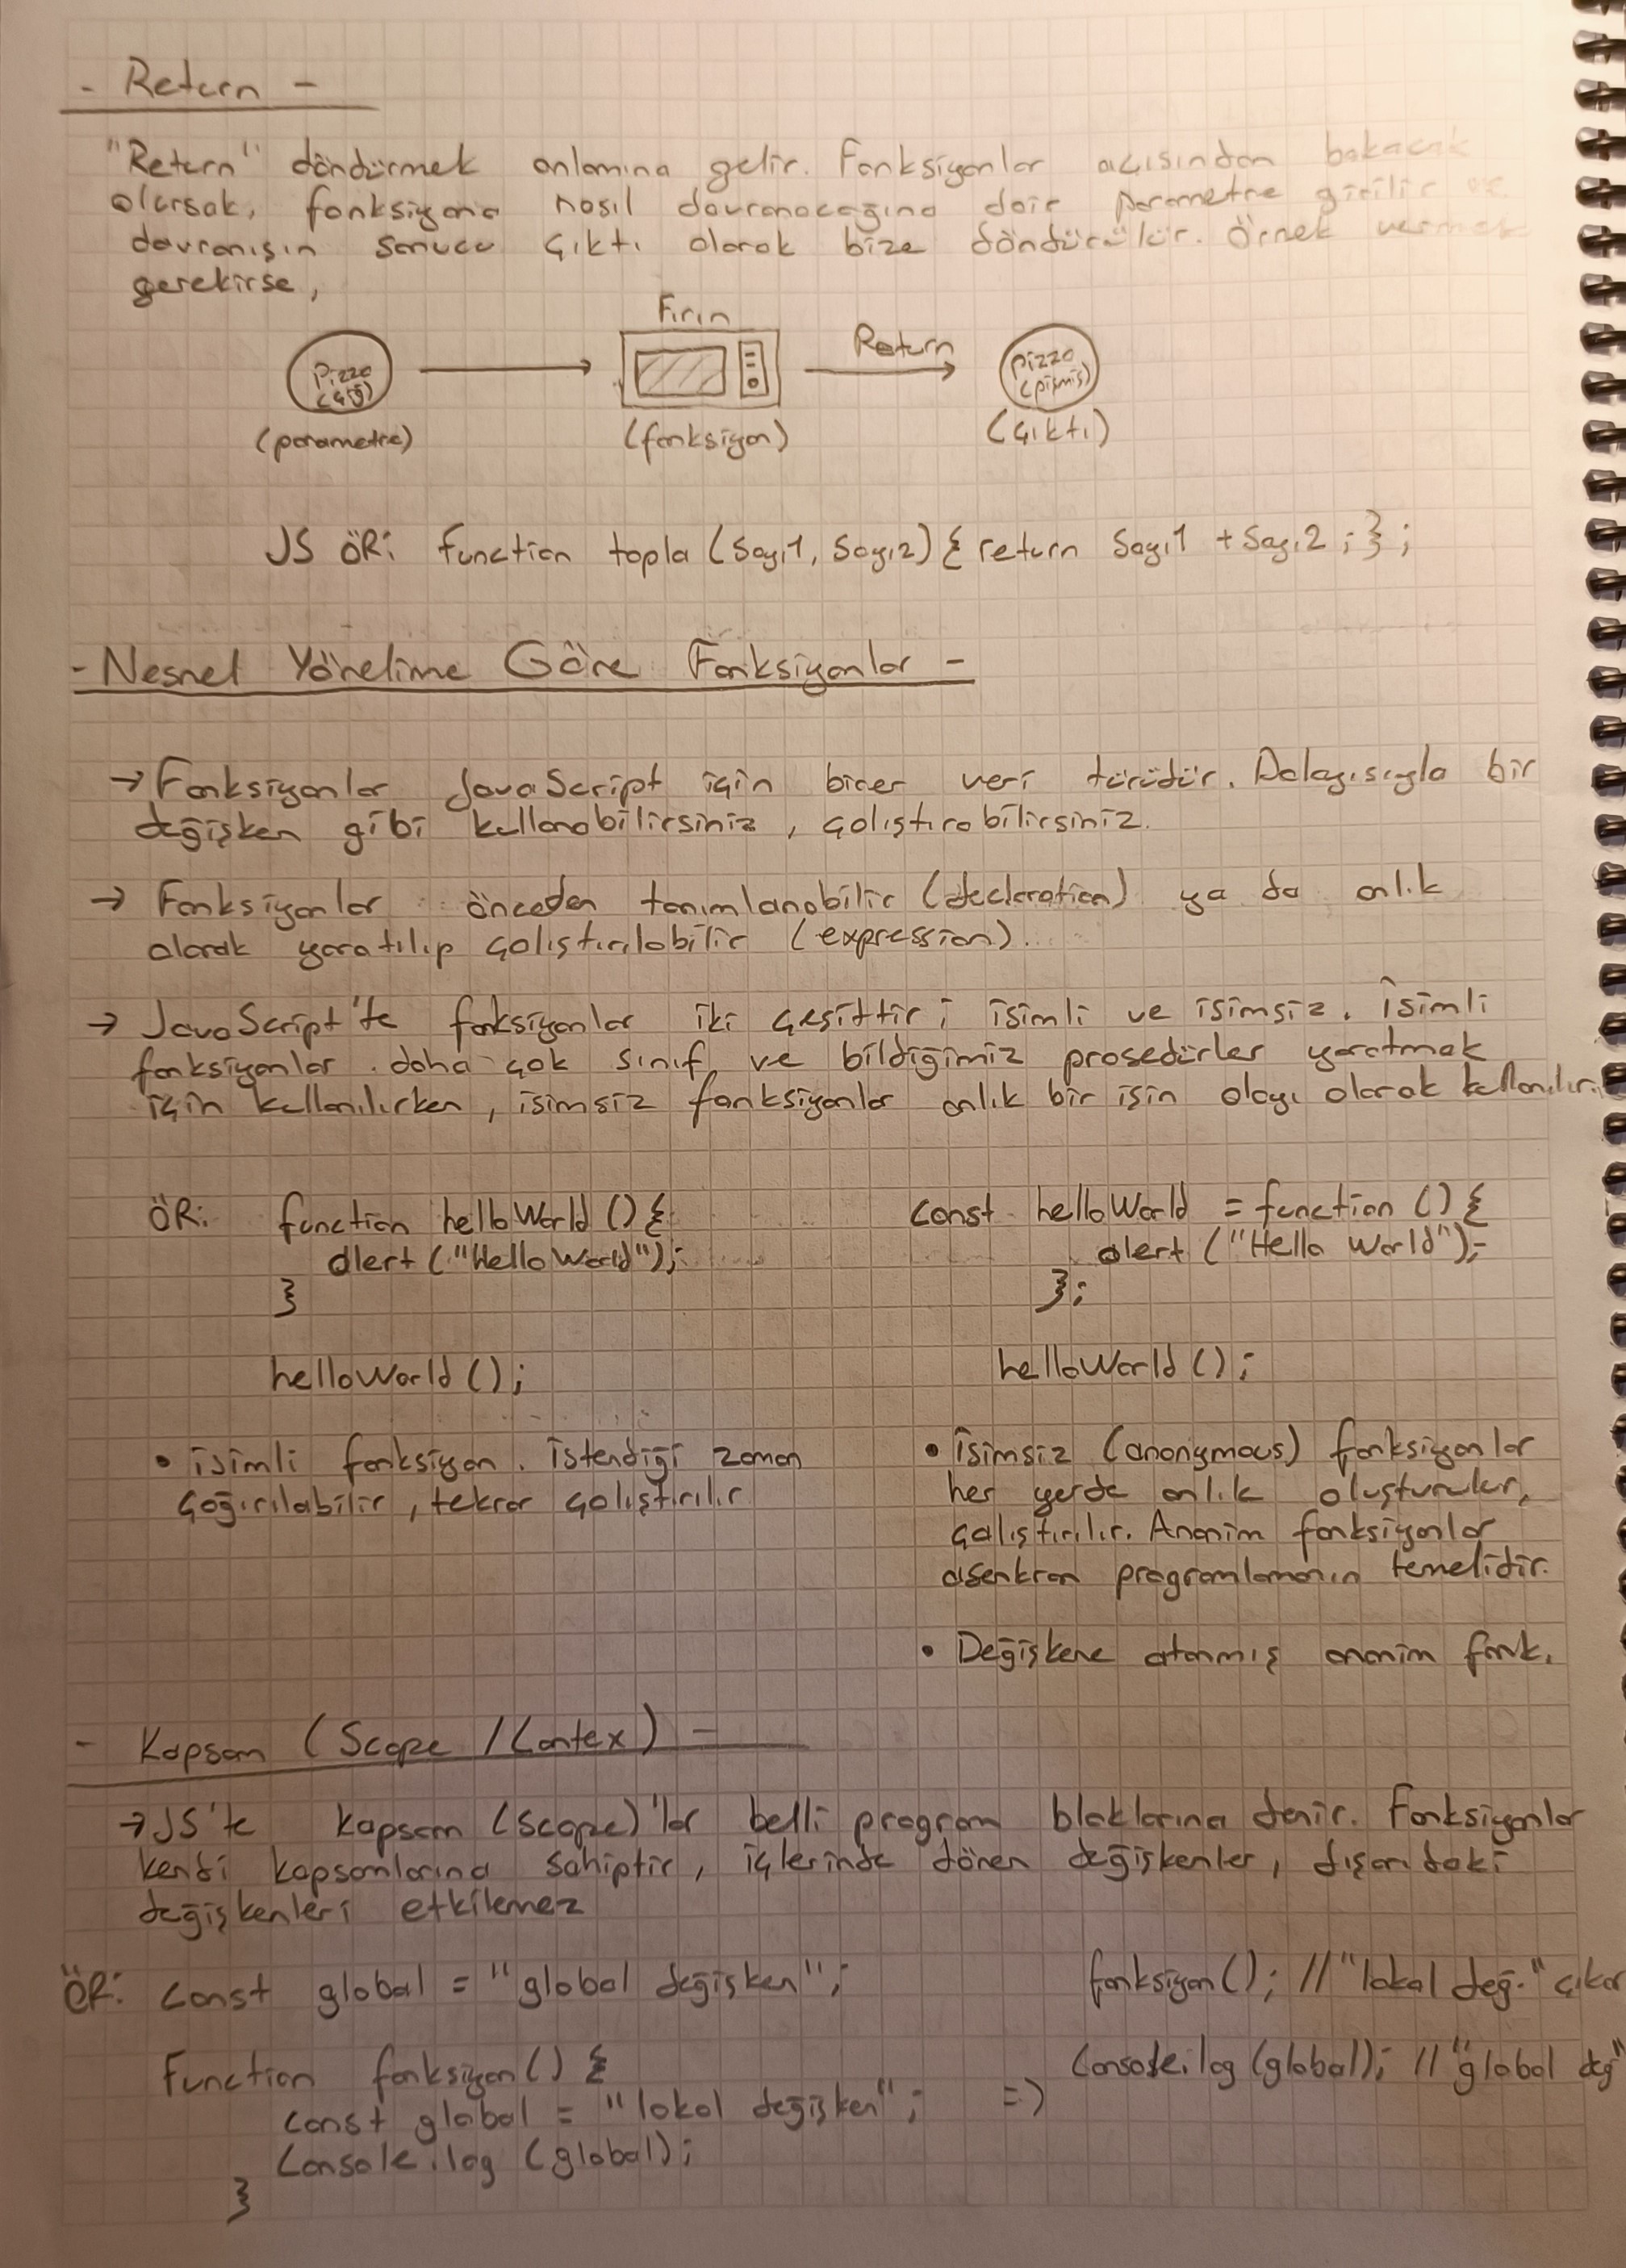 - Return -
"Return" döndürmek anlamına gelir. Fonksiyonlar açısından bakacak
olursak, fonksiyona nasıl davranacağına dair parametre girilir ve
davranışın sonucu çıktı olarak bize döndürülür. Örnek vermek
gerekirse,
Fırın
Return
Pizza
(çiğ)
pizza
(pişmiş)
(parametre)
(fonksiyon)
(çıktı)
JS ÖR: function topla (Sayı1, Sayı2) { return Sayı1 + Sayı2 ; } ;
- Nesnel Yönelime Göre Fonksiyonlar -
→ Fonksiyonlar JavaScript için birer veri türüdür. Dolayısıyla bir
değişken gibi kullanabilirsiniz, çalıştırabilirsiniz.
→ Fonksiyonlar önceden tanımlanabilir (declaration) ya da anlık
olarak yaratılıp çalıştırılabilir (expression).
→ JavaScript'te fonksiyonlar iki çeşittir ; isimli ve isimsiz. İsimli
fonksiyonlar daha çok sınıf ve bildiğimiz prosedürler yaratmak
için kullanılırken, isimsiz fonksiyonlar anlık bir işin olayı olarak kullanılır.
ÖR: function helloWorld () {
alert ("Hello World");
}
helloWorld ();
• isimli fonksiyon. İstendiği zaman
çağırılabilir, tekrar çalıştırılır
const helloWorld = function () {
alert ("Hello World");
};
helloWorld ();
• İsimsiz (anonymous) fonksiyonlar
her yerde anlık oluşturulur,
çalıştırılır. Anonim fonksiyonlar
asenkron programlamanın temelidir.
• Değişkene atanmış anonim fonk.
- Kapsam (Scope / Contex) -
→ JS'te kapsam (scope)'lar belli program bloklarına denir. Fonksiyonlar
kendi kapsamlarına sahiptir, içlerinde dönen değişkenler, dışarıdaki
değişkenleri etkilemez
ÖR: const global = "global değişken";
Function fonksiyon () {
const global = "lokal değişken" ;
Console.log (global);
}
=>
fonksiyon (); // "lokal değ." çıkar
Console.log (global); // "global değ"